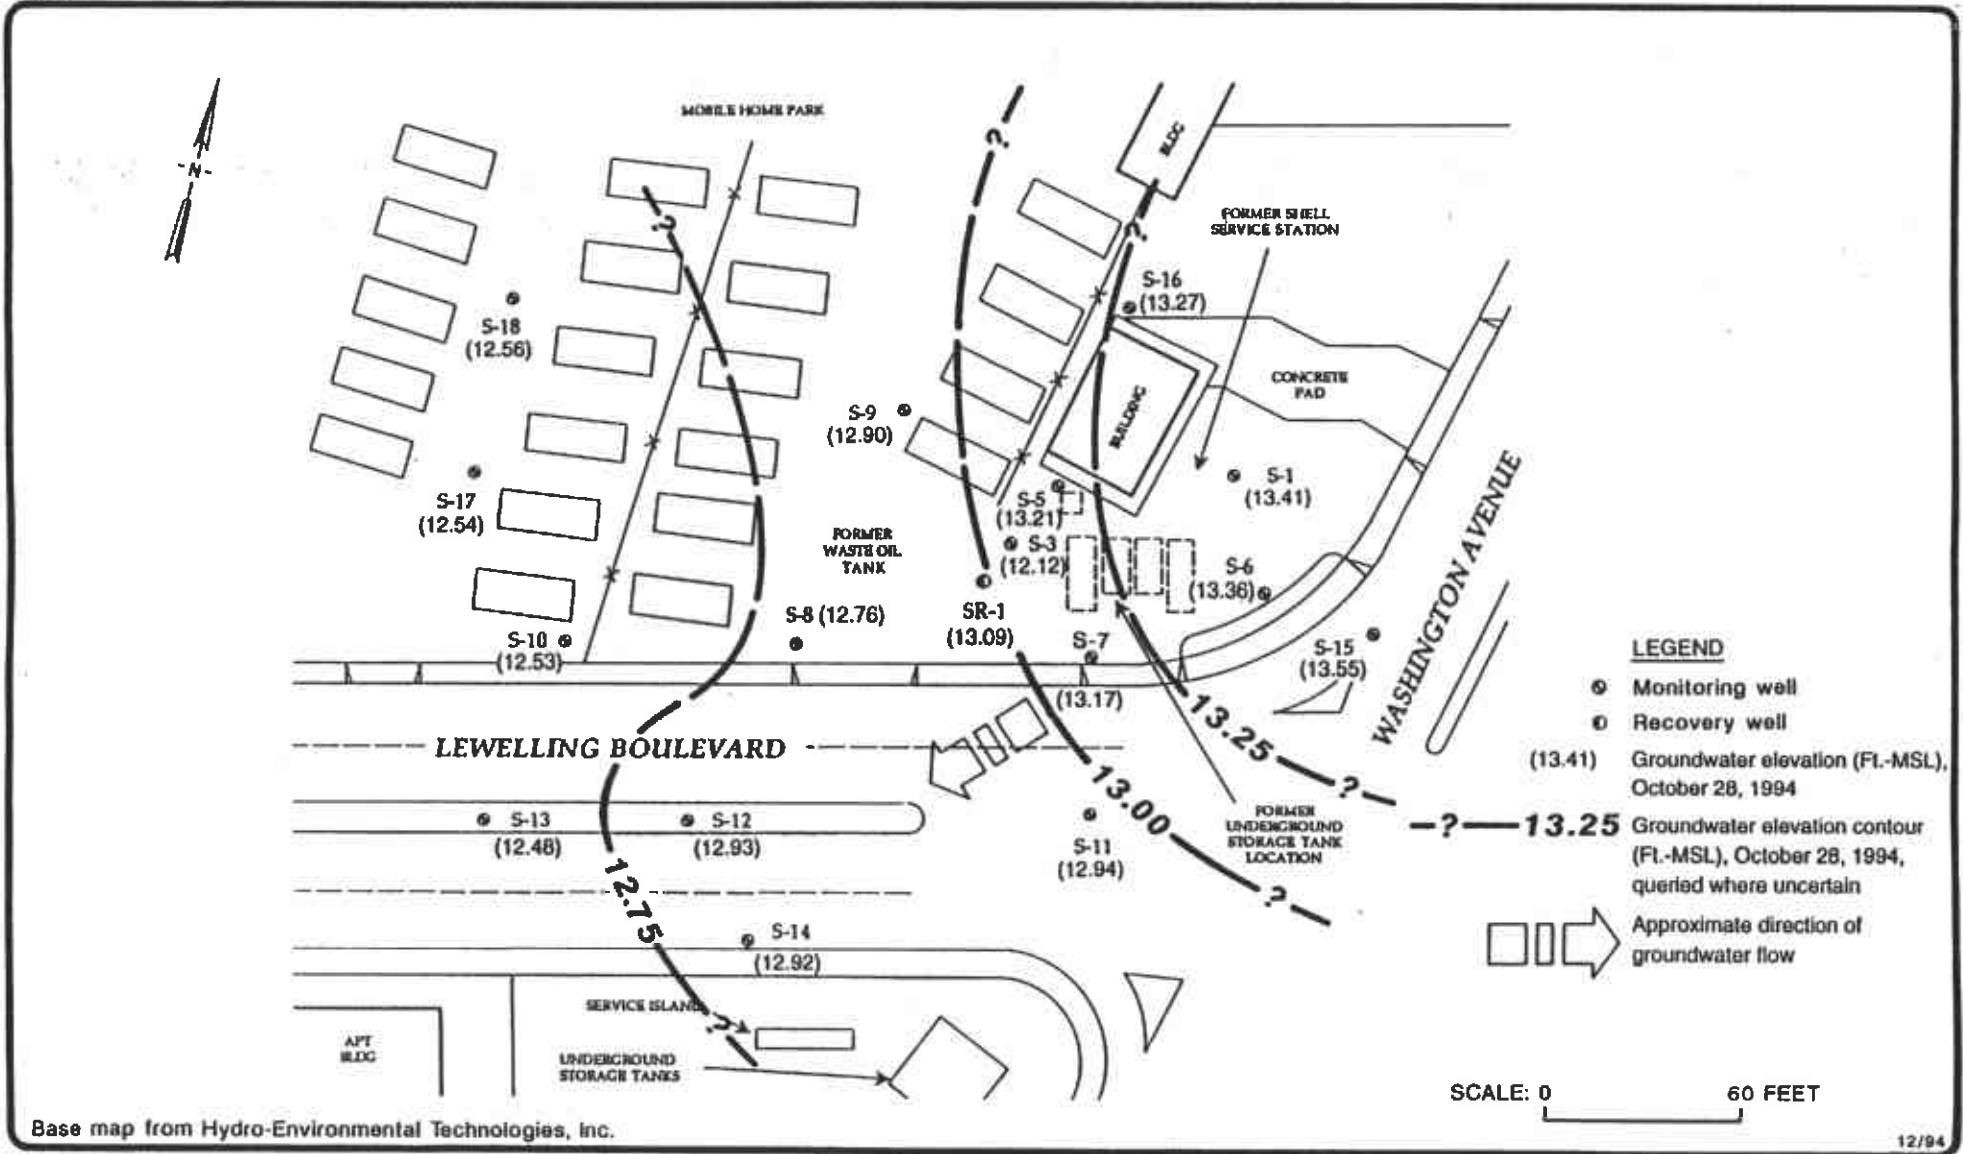 MOBILE HOME PARK
-N-
?
?
BLDG
?
FORMER SHELL
SERVICE STATION
S-16
(13.27)
S-18
(12.56)
CONCRETE
PAD
BUILDING
S-9
(12.90)
S-1
(13.41)
S-17
(12.54)
S-5
(13.21)
FORMER
WASTE OIL
TANK
S-3
(12.12)
S-6
(13.36)
SR-1
(13.09)
S-8 (12.76)
S-10
(12.53)
S-7
(13.17)
S-15
(13.55)
WASHINGTON AVENUE
LEWELLING BOULEVARD
13.25
?
13.00
?
12.75
?
S-13
(12.48)
S-12
(12.93)
S-11
(12.94)
FORMER
UNDERGROUND
STORAGE TANK
LOCATION
S-14
(12.92)
SERVICE ISLAND
APT
BLDG
UNDERGROUND
STORAGE TANKS
LEGEND
Monitoring well
Recovery well
(13.41) Groundwater elevation (Ft.-MSL),
October 28, 1994
—?—13.25 Groundwater elevation contour
(Ft.-MSL), October 28, 1994,
queried where uncertain
Approximate direction of
groundwater flow
SCALE: 0 60 FEET
Base map from Hydro-Environmental Technologies, Inc.
12/94